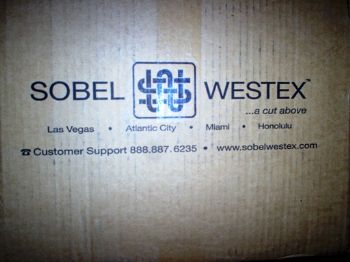 SOBEL WESTEX™
...a cut above
Las Vegas • Atlantic City • Miami • Honolulu
☎ Customer Support 888.887.6235 • www.sobelwestex.com